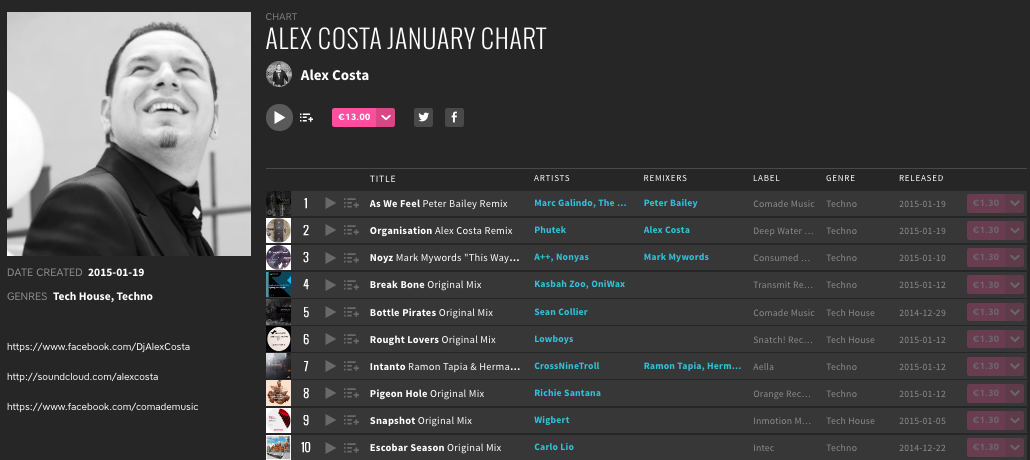 CHART
ALEX COSTA JANUARY CHART
Alex Costa
€13.00
DATE CREATED 2015-01-19
GENRES Tech House, Techno
https://www.facebook.com/DjAlexCosta
http://soundcloud.com/alexcosta
https://www.facebook.com/comademusic
TITLE ARTISTS REMIXERS LABEL GENRE RELEASED
1 As We Feel Peter Bailey Remix Marc Galindo, The ... Peter Bailey Comade Music Techno 2015-01-19 €1.30
2 Organisation Alex Costa Remix Phutek Alex Costa Deep Water ... Techno 2015-01-19 €1.30
3 Noyz Mark Mywords "This Way... A++, Nonyas Mark Mywords Consumed ... Techno 2015-01-10 €1.30
4 Break Bone Original Mix Kasbah Zoo, OniWax Transmit Re... Techno 2015-01-12 €1.30
5 Bottle Pirates Original Mix Sean Collier Comade Music Tech House 2014-12-29 €1.30
6 Rought Lovers Original Mix Lowboys Snatch! Rec... Tech House 2015-01-12 €1.30
7 Intanto Ramon Tapia & Herma... CrossNineTroll Ramon Tapia, Herm... Aella Techno 2015-01-12 €1.30
8 Pigeon Hole Original Mix Richie Santana Orange Rec... Tech House 2015-01-12 €1.30
9 Snapshot Original Mix Wigbert Inmotion M... Tech House 2015-01-05 €1.30
10 Escobar Season Original Mix Carlo Lio Intec Techno 2014-12-22 €1.30